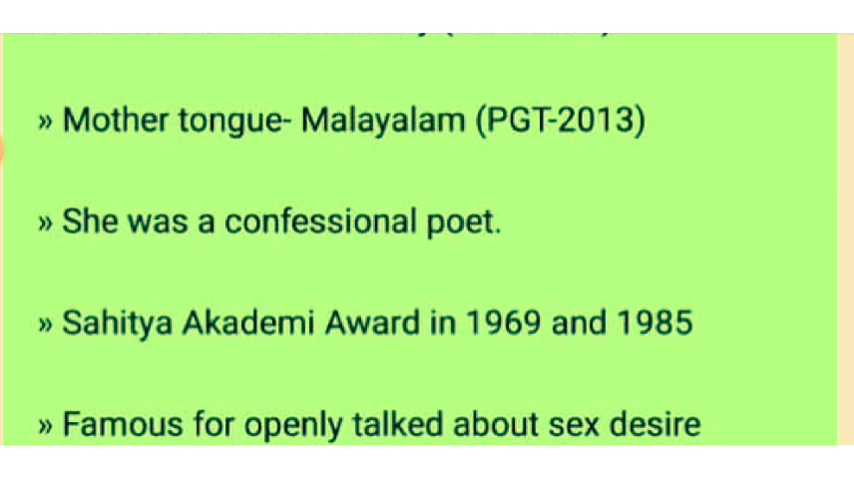 » Mother tongue- Malayalam (PGT-2013)
» She was a confessional poet.
» Sahitya Akademi Award in 1969 and 1985
» Famous for openly talked about sex desire